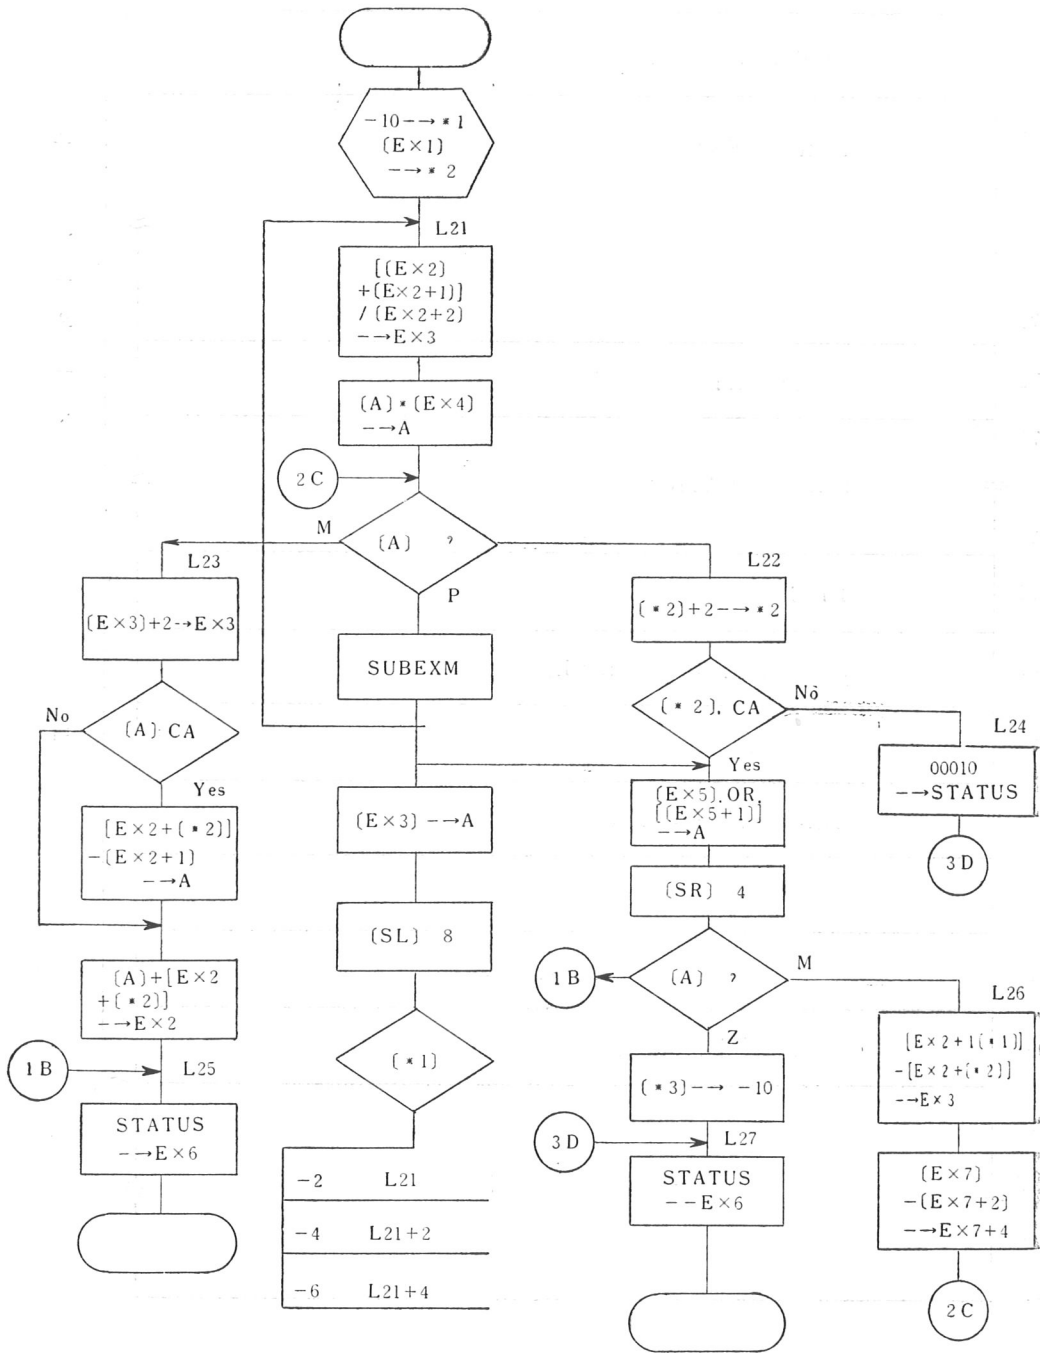 -10--→ * 1
(E×1)
--→ * 2
L21
[(E×2)
+(E×2+1)]
/(E×2+2)
--→E×3
(A) * (E×4)
--→A
2C
(A) ?
M
P
L23
(E×3)+2--→E×3
(A) CA
No
Yes
[E×2+( * 2)]
-(E×2+1)
--→A
(A)+[E×2
+( * 2)]
--→E×2
1B
L25
STATUS
--→E×6
SUBEXM
(E×3) --→A
(SL) 8
( * 1)
-2 L21
-4 L21+2
-6 L21+4
L22
( * 2)+2--→ * 2
( * 2). CA
No
Yes
L24
00010
--→STATUS
3D
(E×5).OR.
[(E×5+1)]
--→A
(SR) 4
(A) ?
1B
M
Z
( * 3)--→ -10
3D
L27
STATUS
--E×6
L26
[E×2+1( * 1)]
-[E×2+( * 2)]
--→E×3
(E×7)
-(E×7+2)
--→E×7+4
2C